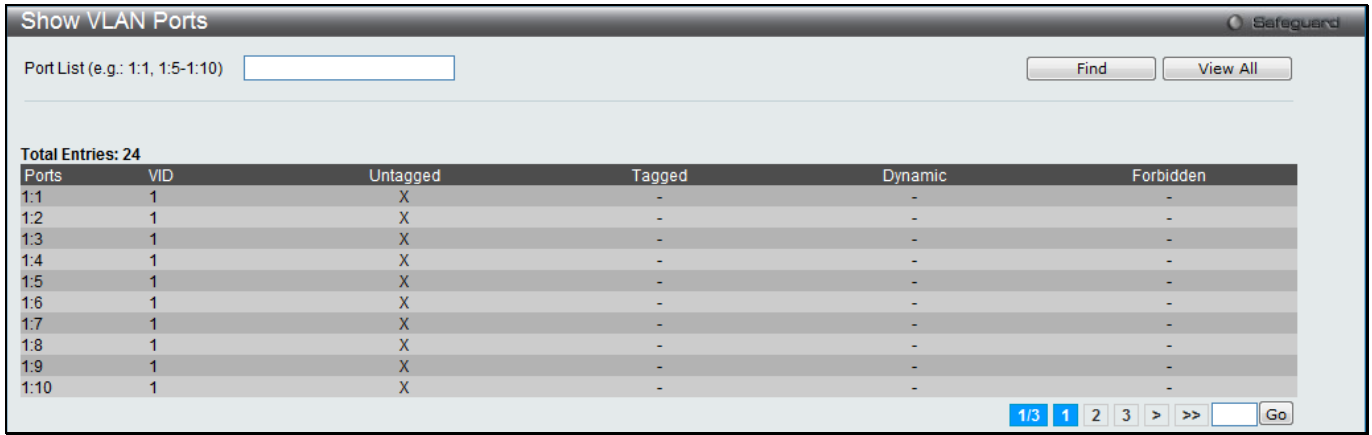 Show VLAN Ports
Safeguard
Port List (e.g.: 1:1, 1:5-1:10)
Find View All
Total Entries: 24
Ports VID Untagged Tagged Dynamic Forbidden
1:1 1 X - - -
1:2 1 X - - -
1:3 1 X - - -
1:4 1 X - - -
1:5 1 X - - -
1:6 1 X - - -
1:7 1 X - - -
1:8 1 X - - -
1:9 1 X - - -
1:10 1 X - - -
1/3 1 2 3 > >> Go